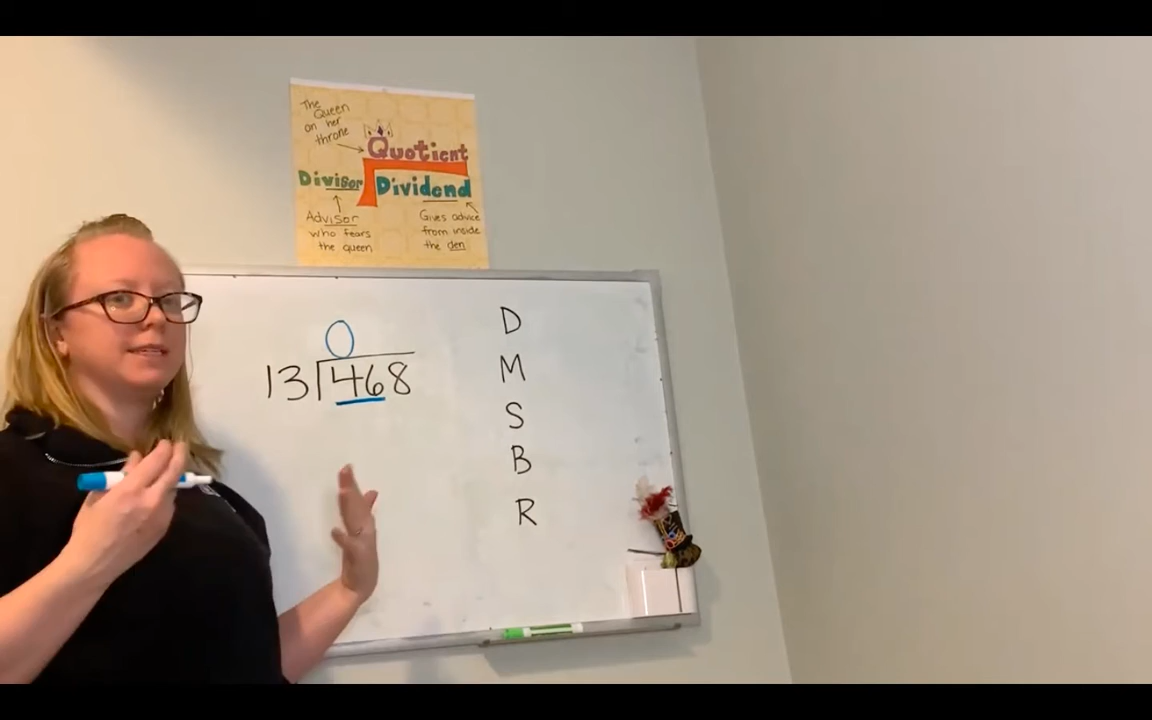 The
Queen
on her
throne
Quotient
Divisor Dividend
Advisor
who fears
the queen
Gives advice
from inside
the den
0
13 468
D
M
S
B
R